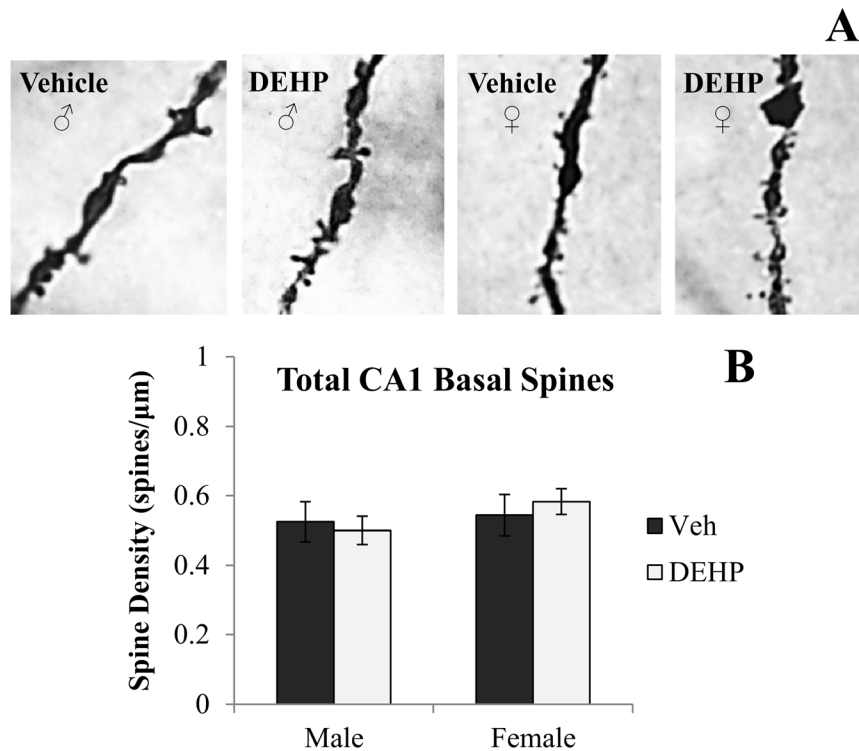 A
Vehicle
♂
DEHP
♂
Vehicle
♀
DEHP
♀
B
Total CA1 Basal Spines
Spine Density (spines/µm)
1
0.8
0.6
0.4
0.2
0
Male
Female
Veh
DEHP